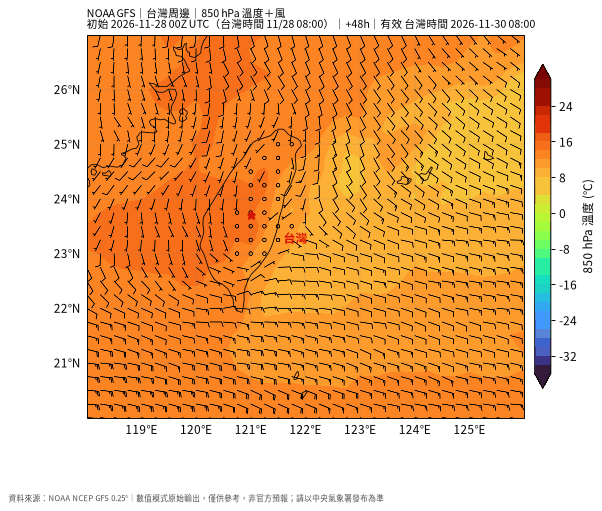 NOAA GFS｜台灣周邊｜850 hPa 溫度＋風
初始 2026-11-28 00Z UTC（台灣時間 11/28 08:00）｜+48h｜有效 台灣時間 2026-11-30 08:00
26°N
25°N
24°N
23°N
22°N
21°N
119°E 120°E 121°E 122°E 123°E 124°E 125°E
台灣
24
16
8
0
-8
-16
-24
-32
850 hPa 溫度 (°C)
資料來源：NOAA NCEP GFS 0.25°｜數值模式原始輸出，僅供參考，非官方預報；請以中央氣象署發布為準